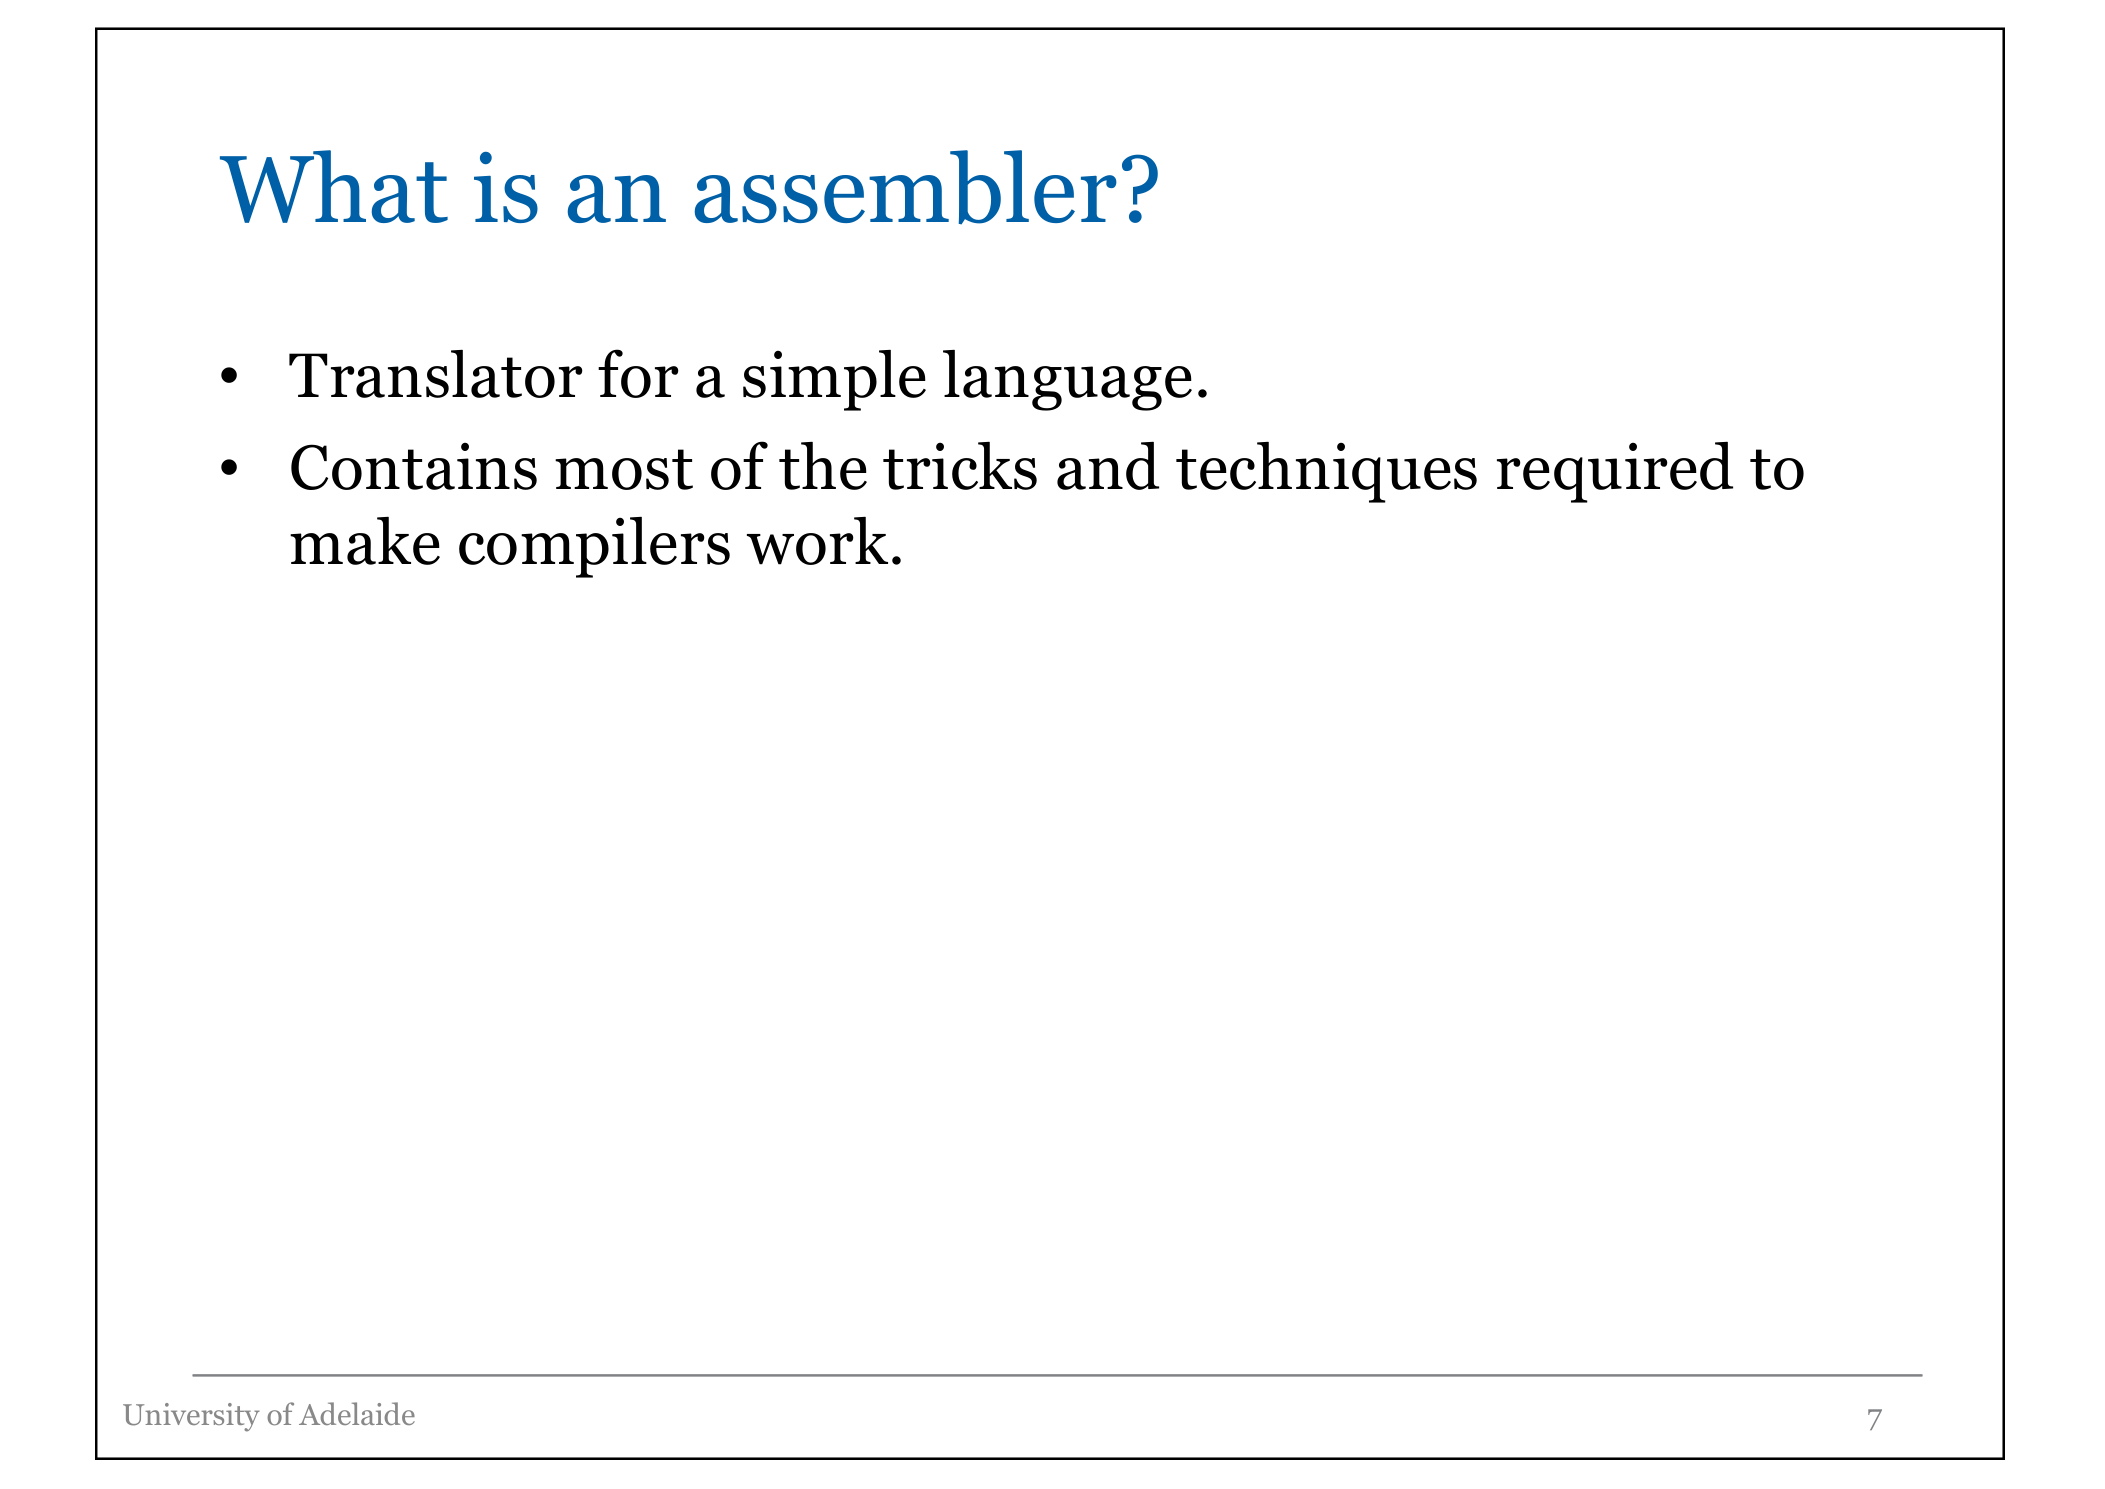 What is an assembler?
• Translator for a simple language.
• Contains most of the tricks and techniques required to
make compilers work.
University of Adelaide
7